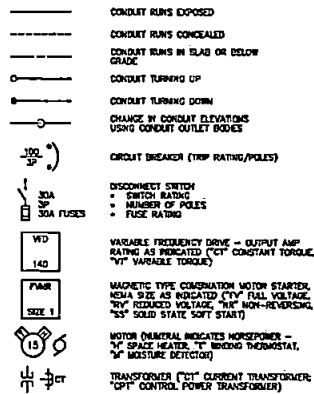 CONDUIT RUNS EXPOSED
CONDUIT RUNS CONCEALED
CONDUIT RUNS IN SLAB OR BELOW
GRADE
CONDUIT TURNING UP
CONDUIT TURNING DOWN
CHANGE IN CONDUIT ELEVATIONS
USING CONDUIT OUTLET BODIES
100
3P
CIRCUIT BREAKER (TRIP RATING/POLES)
30A
3P
30A FUSES
DISCONNECT SWITCH
• SWITCH RATING
• NUMBER OF POLES
• FUSE RATING
VFD
140
VARIABLE FREQUENCY DRIVE – OUTPUT AMP
RATING AS INDICATED ("CT" CONSTANT TORQUE,
"VT" VARIABLE TORQUE)
FVNR
SIZE 1
MAGNETIC TYPE COMBINATION MOTOR STARTER,
NEMA SIZE AS INDICATED ("FV" FULL VOLTAGE,
"RV" REDUCED VOLTAGE, "NR" NON-REVERSING,
"SS" SOLID STATE SOFT START)
15
MOTOR (NUMERAL INDICATES HORSEPOWER –
"H" SPACE HEATER, "T" WINDING THERMOSTAT,
"M" MOISTURE DETECTOR)
CT
TRANSFORMER ("CT" CURRENT TRANSFORMER;
"CPT" CONTROL POWER TRANSFORMER)